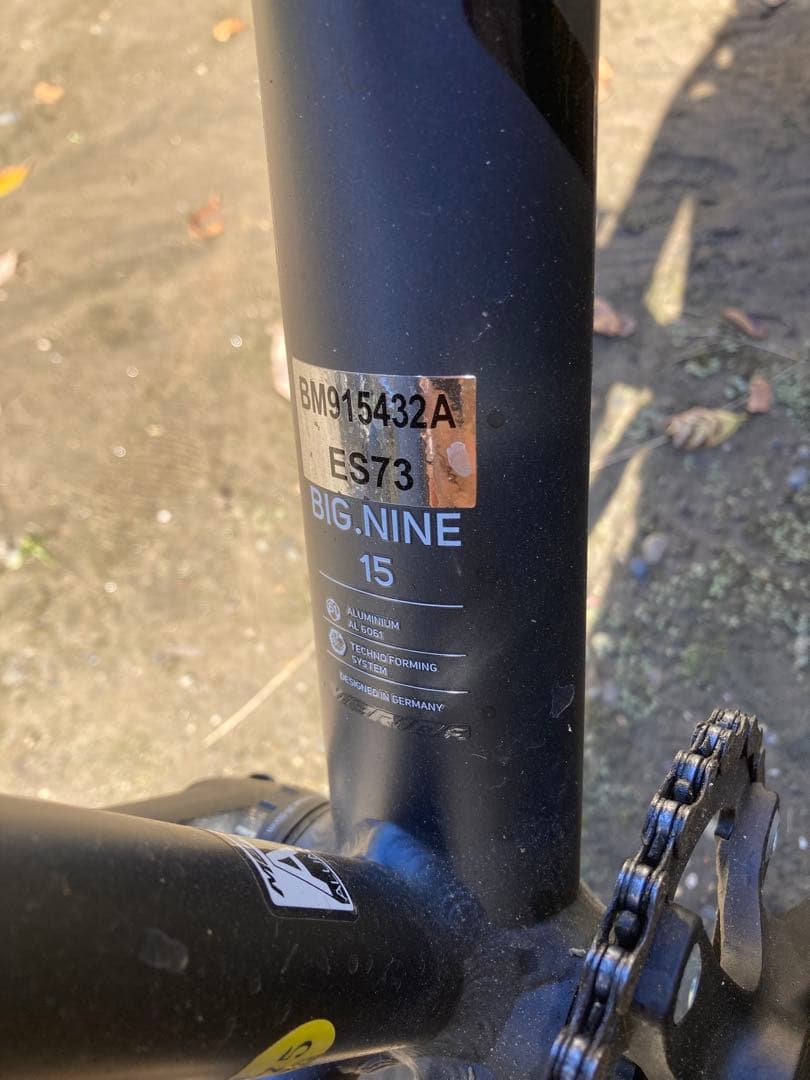 BM915432A
ES73
BIG.NINE
15
ALUMINIUM
AL 6061
TECHNO FORMING
SYSTEM
DESIGNED IN GERMANY
MERIDA